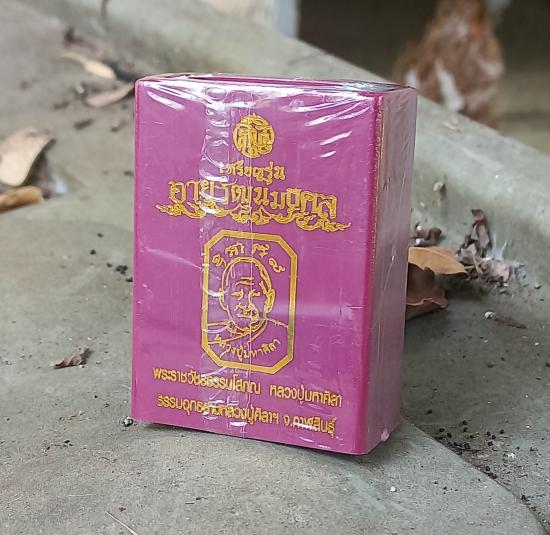 เหรียญรุ่น
อายุวัฒนมงคล
หลวงปู่มหาศิลา
พระราชวัชรธรรมโสภณ หลวงปู่มหาศิลา
ธรรมอุทยานหลวงปู่ศิลาฯ จ.กาฬสินธุ์